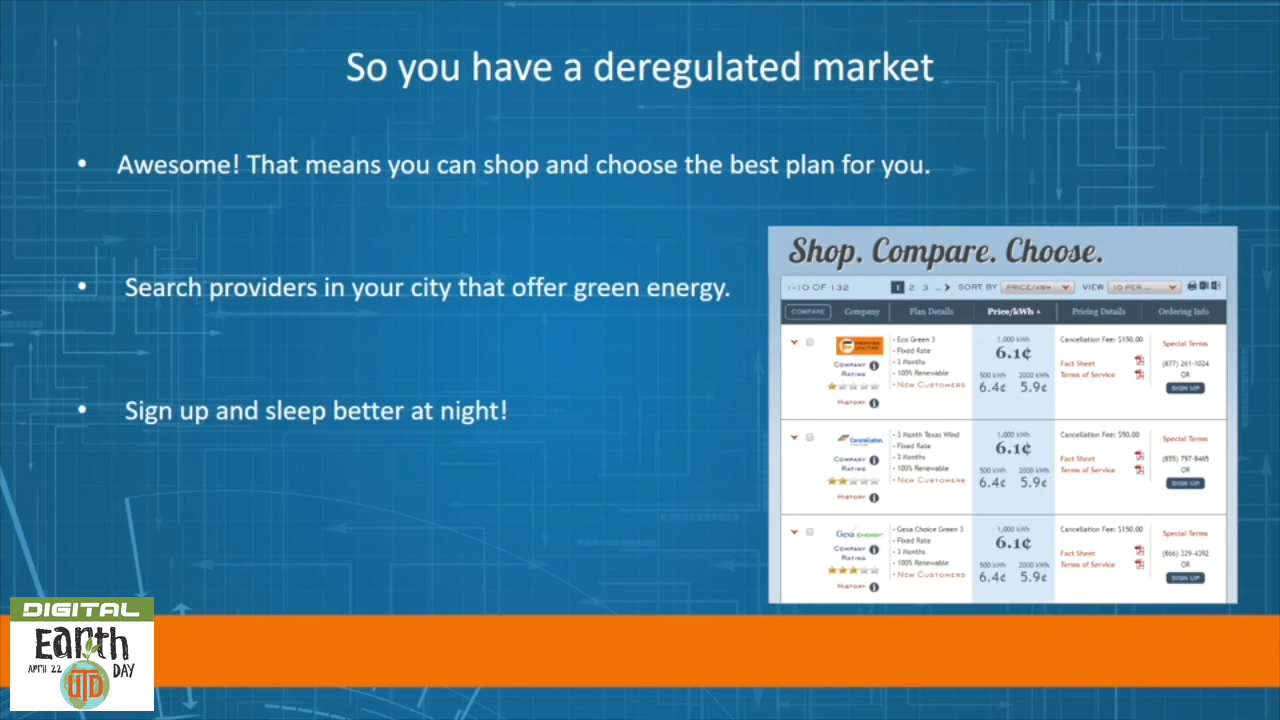 So you have a deregulated market
• Awesome! That means you can shop and choose the best plan for you.
• Search providers in your city that offer green energy.
• Sign up and sleep better at night!
Shop. Compare. Choose.
1-10 OF 132 1 2 3 ... SORT BY PRICE/kWh VIEW 10 PER ...
COMPARE Company Plan Details Price/kWh Pricing Details Ordering Info
COMPANY RATING
HISTORY
• Eco Green 3
• Fixed Rate
• 3 Months
• 100% Renewable
• NEW CUSTOMERS
1,000 kWh
6.1¢
500 kWh 2000 kWh
6.4¢ 5.9¢
Cancellation Fee: $150.00
Fact Sheet
Terms of Service
Special Terms
(877) 261-1024
OR
SIGN UP
Constellation
COMPANY RATING
HISTORY
• 3 Month Texas Wind
• Fixed Rate
• 3 Months
• 100% Renewable
• NEW CUSTOMERS
1,000 kWh
6.1¢
500 kWh 2000 kWh
6.4¢ 5.9¢
Cancellation Fee: $50.00
Fact Sheet
Terms of Service
Special Terms
(855) 797-8465
OR
SIGN UP
Gexa ENERGY
COMPANY RATING
HISTORY
• Gexa Choice Green 3
• Fixed Rate
• 3 Months
• 100% Renewable
• NEW CUSTOMERS
1,000 kWh
6.1¢
500 kWh 2000 kWh
6.4¢ 5.9¢
Cancellation Fee: $150.00
Fact Sheet
Terms of Service
Special Terms
(866) 329-4392
OR
SIGN UP
DIGITAL
Earth
APRIL 22 DAY
UTD